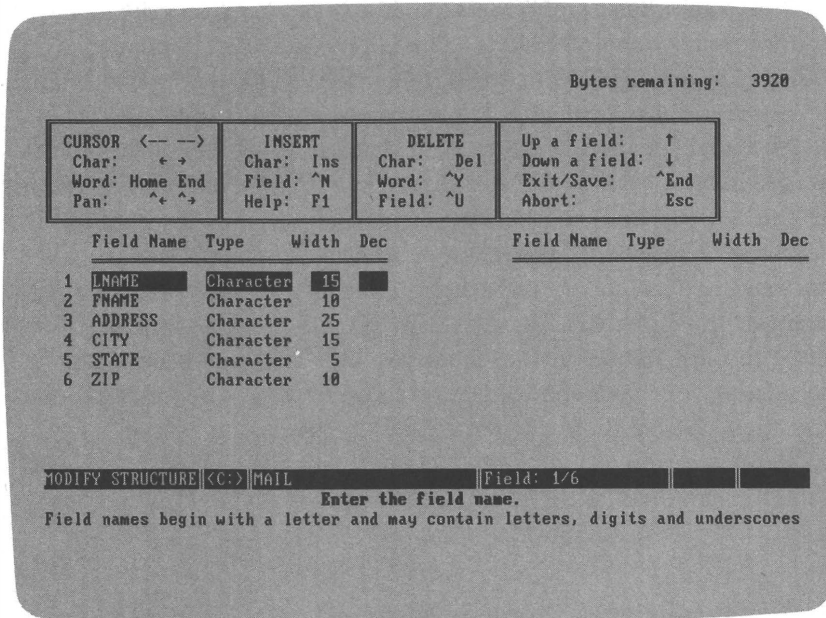 Bytes remaining: 3920
CURSOR <-- --> INSERT DELETE Up a field: ↑
Char: ← → Char: Ins Char: Del Down a field: ↓
Word: Home End Field: ^N Word: ^Y Exit/Save: ^End
Pan: ^← ^→ Help: F1 Field: ^U Abort: Esc
Field Name Type Width Dec Field Name Type Width Dec
1 LNAME Character 15
2 FNAME Character 10
3 ADDRESS Character 25
4 CITY Character 15
5 STATE Character 5
6 ZIP Character 10
MODIFY STRUCTURE <C:> MAIL Field: 1/6
Enter the field name.
Field names begin with a letter and may contain letters, digits and underscores